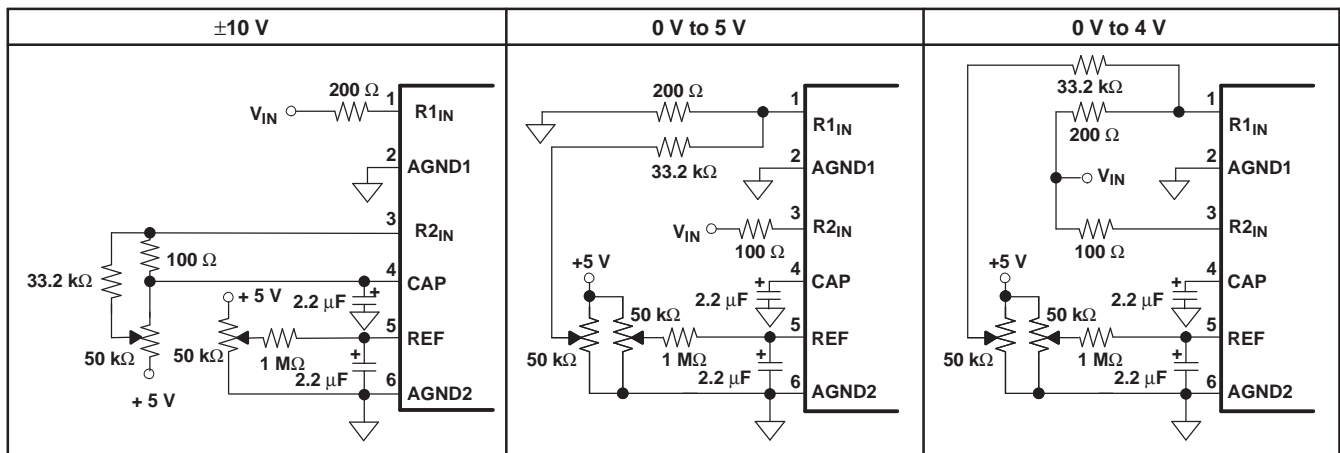 ±10 V
200 Ω
V_IN
1
R1_IN
2
AGND1
3
R2_IN
100 Ω
33.2 kΩ
4
CAP
+ 5 V
2.2 μF
+
5
REF
50 kΩ
50 kΩ
1 MΩ
+
2.2 μF
6
AGND2
+ 5 V
0 V to 5 V
200 Ω
1
R1_IN
33.2 kΩ
2
AGND1
V_IN
3
R2_IN
100 Ω
+5 V
4
CAP
+
2.2 μF
50 kΩ
5
REF
50 kΩ
1 MΩ
+
2.2 μF
6
AGND2
0 V to 4 V
33.2 kΩ
1
R1_IN
200 Ω
2
AGND1
V_IN
3
R2_IN
100 Ω
+5 V
4
CAP
+
2.2 μF
50 kΩ
5
REF
50 kΩ
1 MΩ
+
2.2 μF
6
AGND2